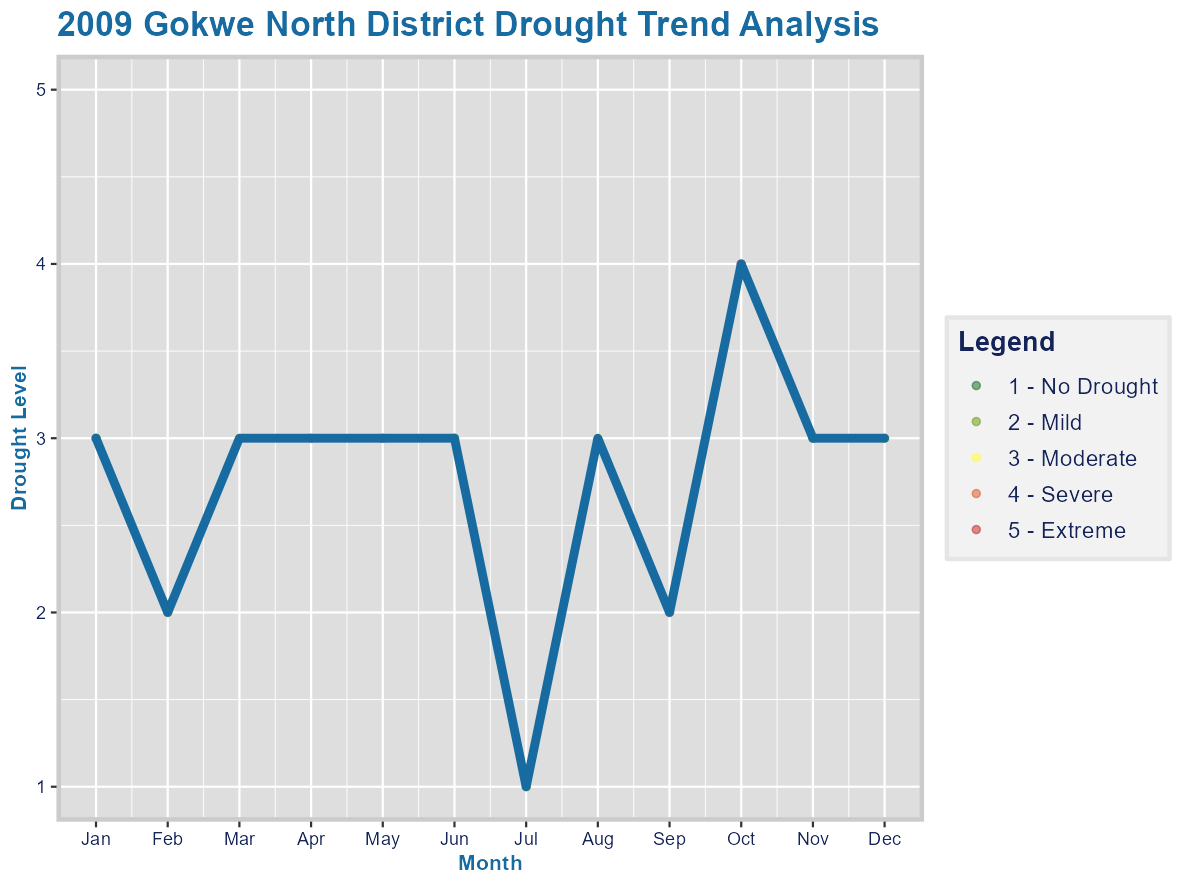 2009 Gokwe North District Drought Trend Analysis
Drought Level
5
4
3
2
1
Jan Feb Mar Apr May Jun Jul Aug Sep Oct Nov Dec
Month
Legend
1 - No Drought
2 - Mild
3 - Moderate
4 - Severe
5 - Extreme